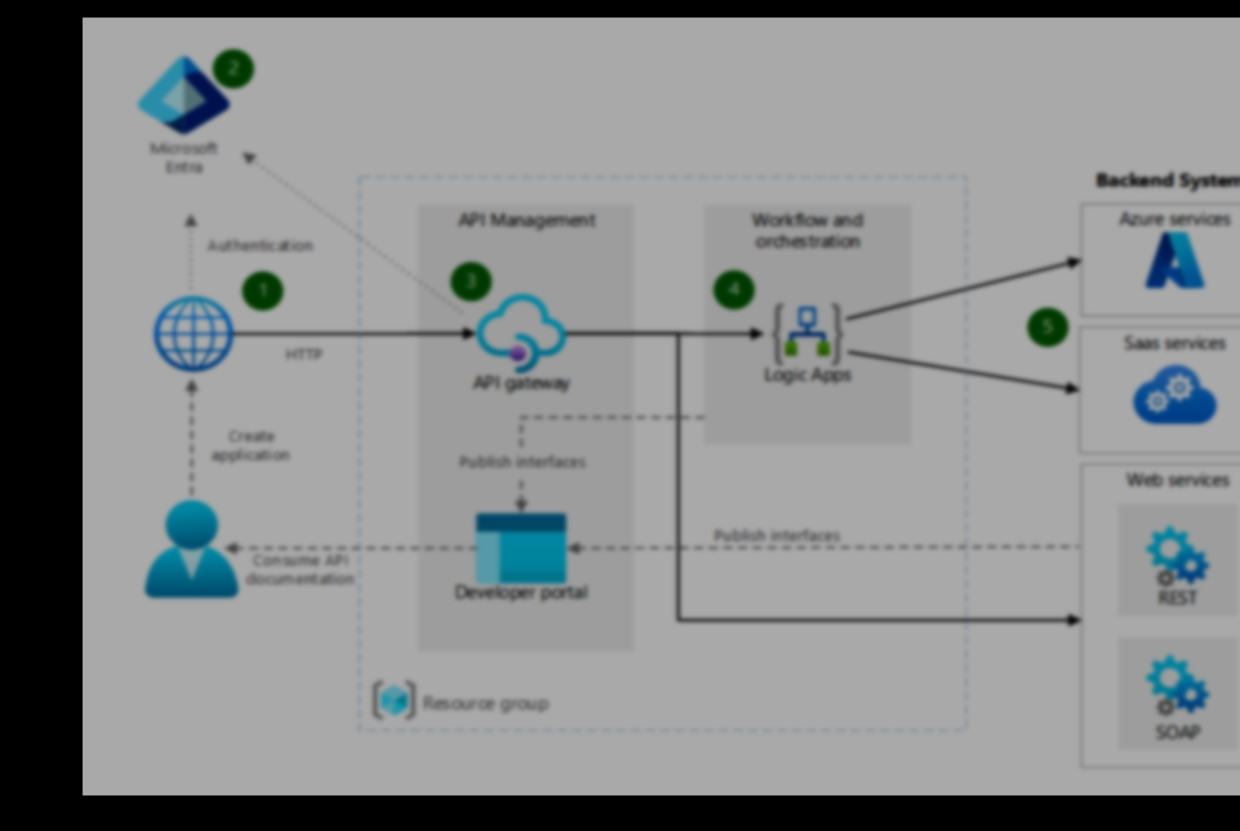 2
Microsoft
Entra
Authentication
1
HTTP
Create
application
Consume API
documentation
API Management
3
API gateway
Publish interfaces
Developer portal
Resource group
Workflow and
orchestration
4
Logic Apps
Publish interfaces
5
Backend System
Azure services
Saas services
Web services
REST
SOAP